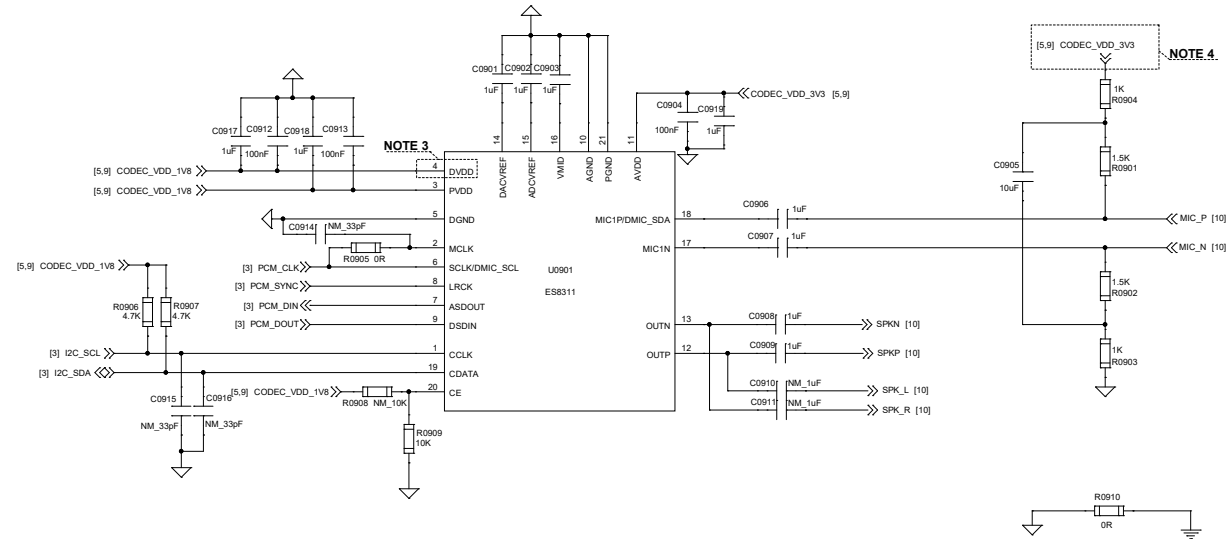 [5,9] CODEC_VDD_3V3
NOTE 4
1K
R0904
C0901 C0902 C0903
1uF 1uF 1uF
C0904 C0919
100nF 1uF
CODEC_VDD_3V3 [5,9]
C0917 C0912 C0918 C0913
1uF 100nF 1uF 100nF
NOTE 3
14 15 16 10 21 11
DACVREF ADCVREF VMID AGND PGND AVDD
C0905
10uF
1.5K
R0901
[5,9] CODEC_VDD_1V8
4 DVDD
[5,9] CODEC_VDD_1V8
3 PVDD
5 DGND
C0914 NM_33pF
2 MCLK
R0905 0R
MIC1P/DMIC_SDA 18
C0906 1uF
MIC_P [10]
MIC1N 17
C0907 1uF
MIC_N [10]
[5,9] CODEC_VDD_1V8
[3] PCM_CLK
6 SCLK/DMIC_SCL
U0901
ES8311
[3] PCM_SYNC
8 LRCK
[3] PCM_DIN
7 ASDOUT
[3] PCM_DOUT
9 DSDIN
R0906 R0907
4.7K 4.7K
1.5K
R0902
OUTN 13
C0908 1uF
SPKN [10]
OUTP 12
C0909 1uF
SPKP [10]
[3] I2C_SCL
1 CCLK
[3] I2C_SDA
19 CDATA
1K
R0903
C0910 NM_1uF
SPK_L [10]
C0911 NM_1uF
SPK_R [10]
C0915 C0916
NM_33pF NM_33pF
[5,9] CODEC_VDD_1V8
20 CE
R0908 NM_10K
R0909
10K
R0910
0R